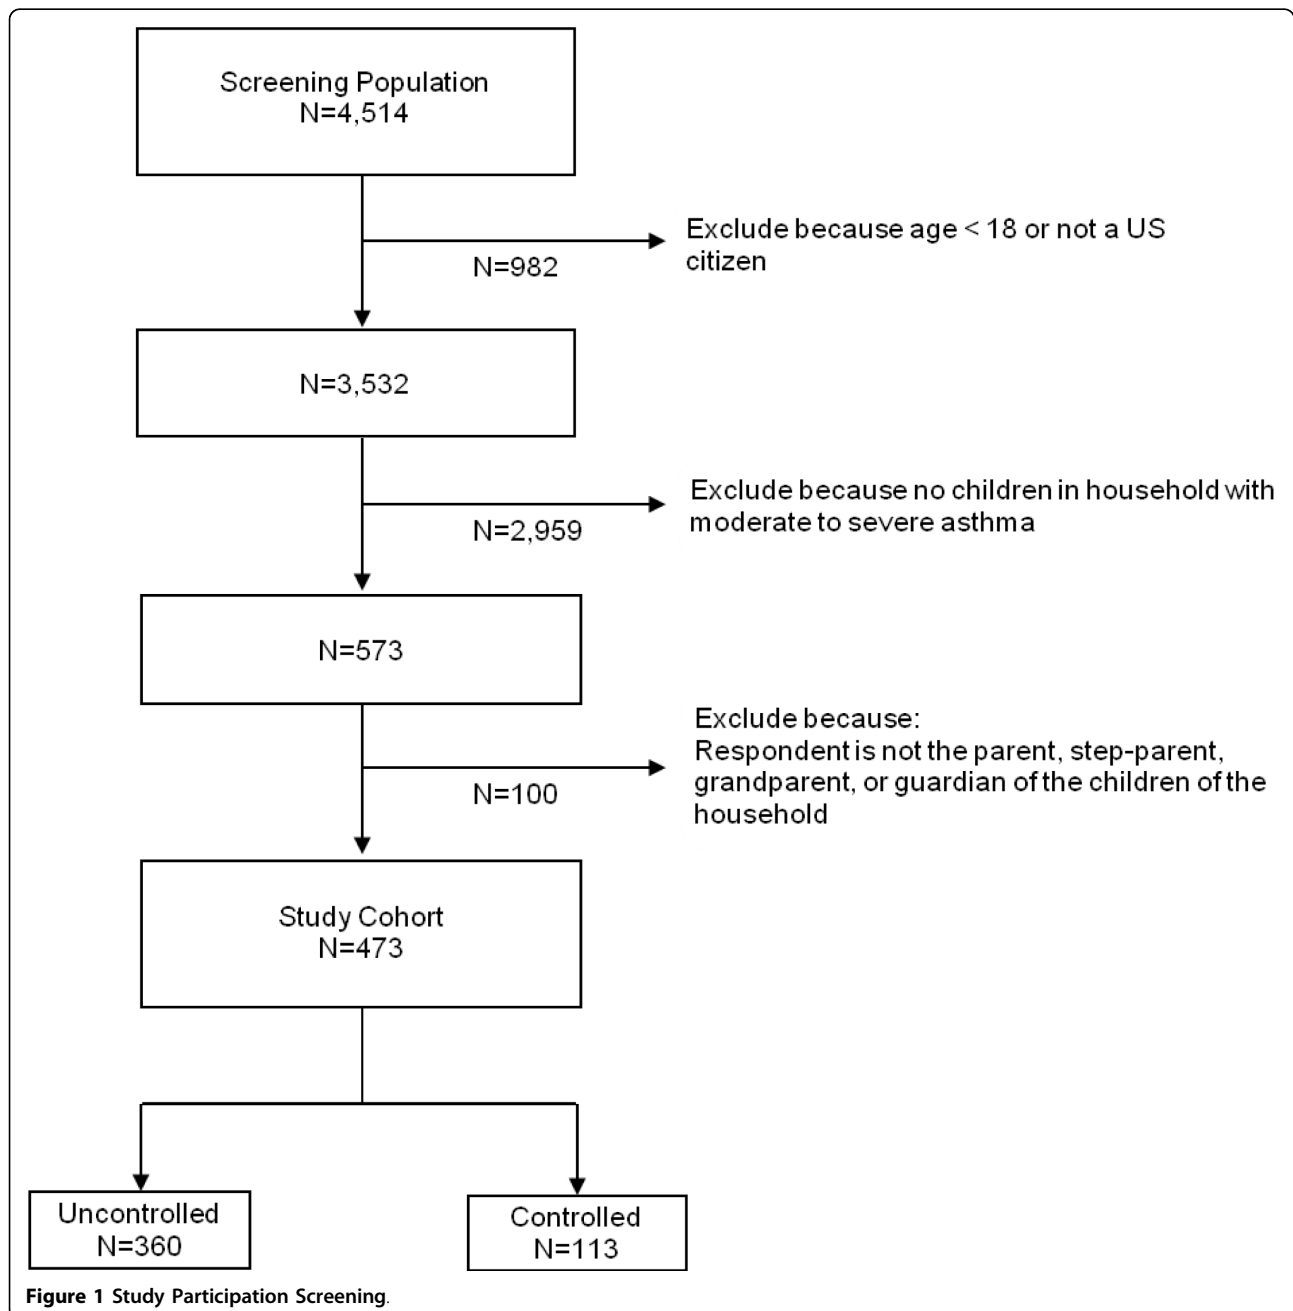 Screening Population
N=4,514
Exclude because age < 18 or not a US
citizen
N=982
N=3,532
Exclude because no children in household with
moderate to severe asthma
N=2,959
N=573
Exclude because:
Respondent is not the parent, step-parent,
grandparent, or guardian of the children of the
household
N=100
Study Cohort
N=473
Uncontrolled
N=360
Controlled
N=113
Figure 1 Study Participation Screening.